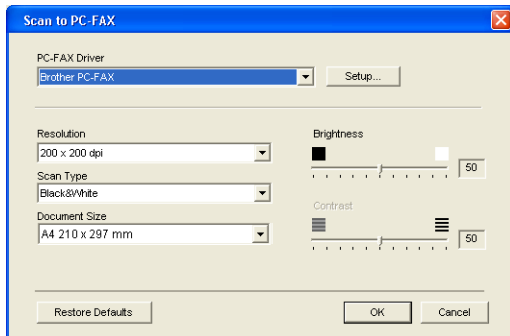 Scan to PC-FAX
PC-FAX Driver
Brother PC-FAX
Setup...
Resolution
200 x 200 dpi
Scan Type
Black&White
Document Size
A4 210 x 297 mm
Brightness
50
Contrast
50
Restore Defaults
OK
Cancel